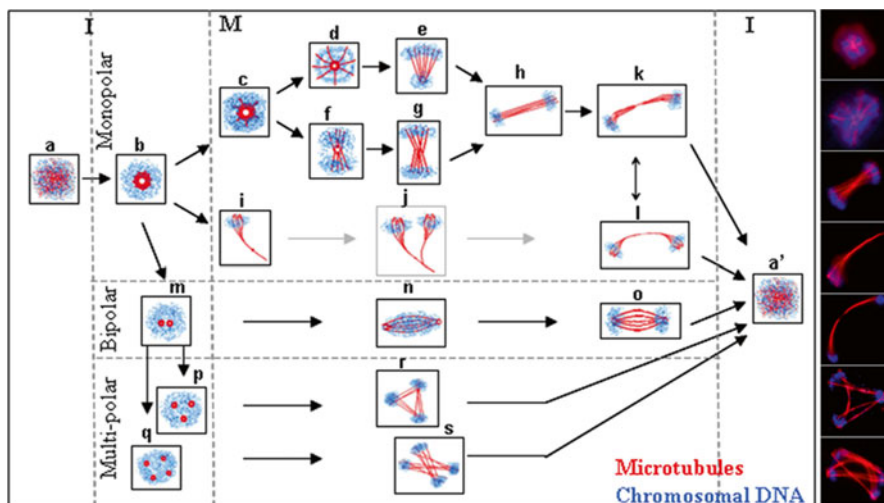 I
M
I
Monopolar
a
b
c
d
e
f
g
h
k
i
j
l
a'
Bipolar
m
n
o
Multi-polar
p
q
r
s
Microtubules
Chromosomal DNA